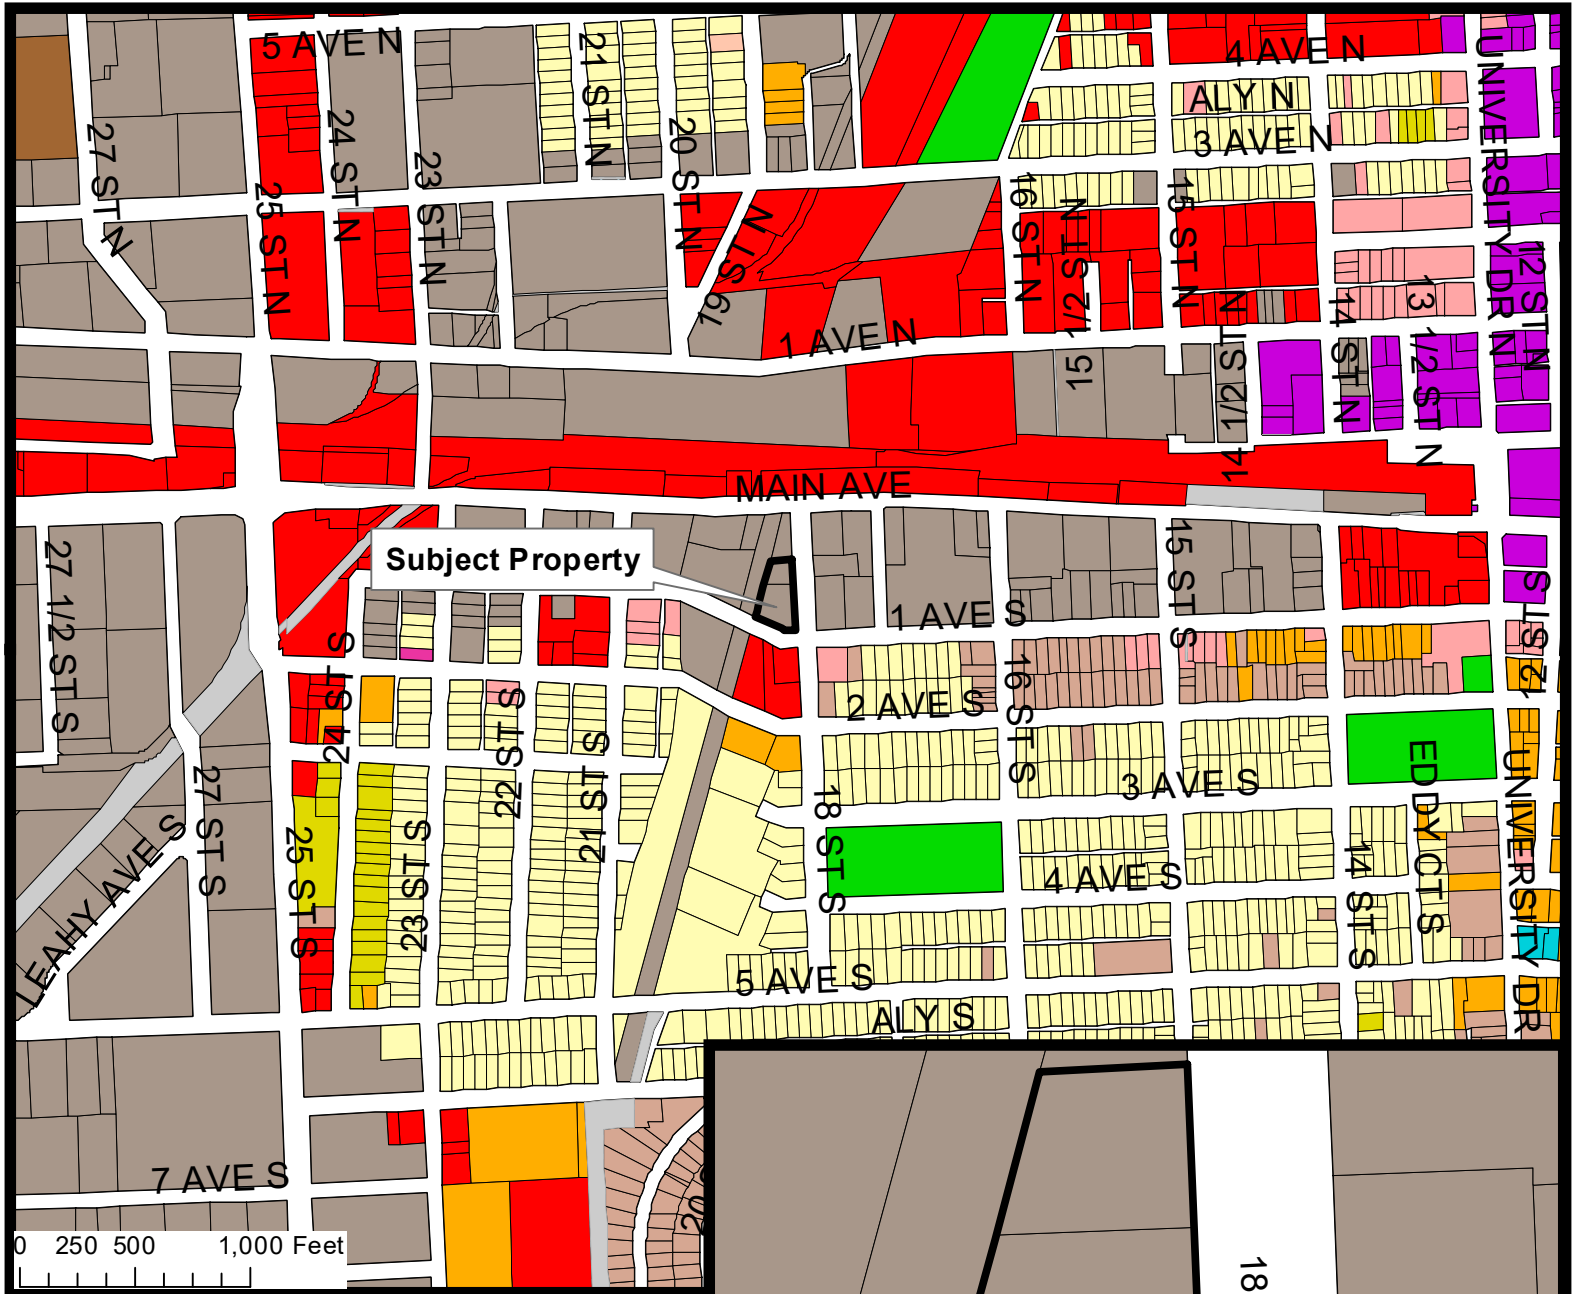 5 AVE N
4 AVE N
UNIVERSITY DR N
21 ST N
ALY N
3 AVE N
27 ST N
24 ST N
20 ST N
23 ST N
25 ST N
16 ST N
15 1/2 ST N
15 ST N
19 ST N
12 ST N
13 1/2 ST N
14 ST N
14 1/2 ST N
1 AVE N
MAIN AVE
Subject Property
27 1/2 ST S
15 ST S
12 ST S
1 AVE S
24 ST S
16 ST S
2 AVE S
22 ST S
21 ST S
3 AVE S
EDDY CT S
UNIVERSITY DR S
27 ST S
18 ST S
23 ST S
25 ST S
14 ST S
4 AVE S
LEAHY AVE S
5 AVE S
ALY S
7 AVE S
20 S
18
0 250 500 1,000 Feet